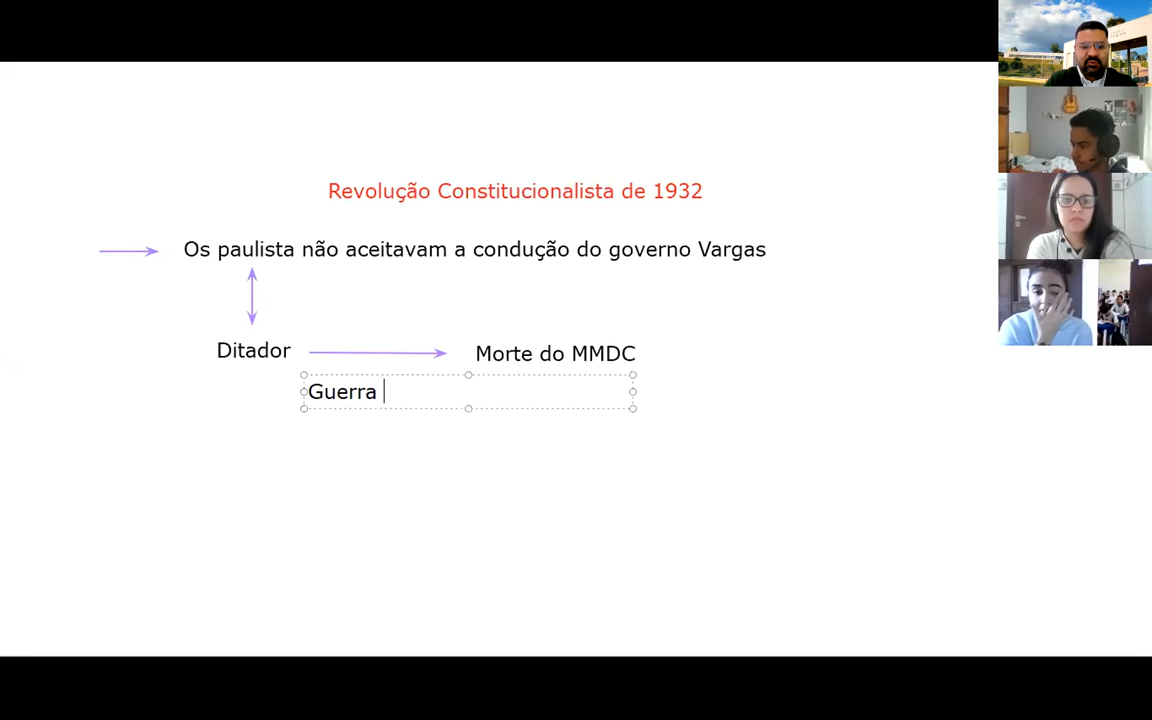 Revolução Constitucionalista de 1932
Os paulista não aceitavam a condução do governo Vargas
Ditador
Morte do MMDC
Guerra